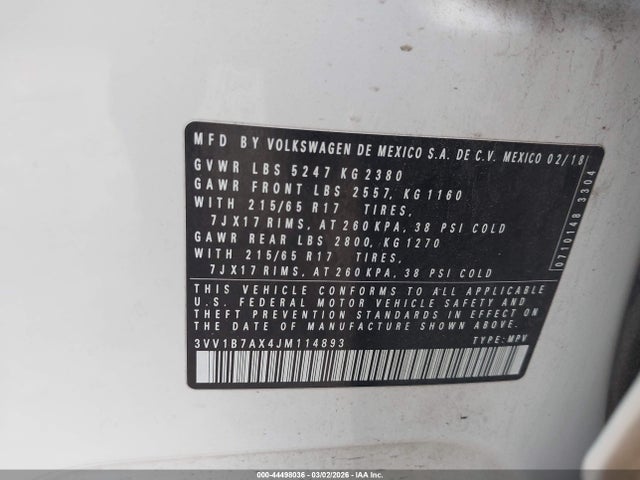 MFD BY VOLKSWAGEN DE MEXICO S.A. DE C.V. MEXICO 02/18
GVWR LBS 5247 KG 2380
GAWR FRONT LBS 2557, KG 1160
WITH 215/65 R17 TIRES,
7JX17 RIMS, AT 260 KPA, 38 PSI COLD
GAWR REAR LBS 2800, KG 1270
WITH 215/65 R17 TIRES,
7JX17 RIMS, AT 260 KPA, 38 PSI COLD
THIS VEHICLE CONFORMS TO ALL APPLICABLE
U.S. FEDERAL MOTOR VEHICLE SAFETY AND
THEFT PREVENTION STANDARDS IN EFFECT ON
THE DATE OF MANUFACTURE SHOWN ABOVE
3VV1B7AX4JM114893 TYPE: MPV
0710148 3304
000-44498036 - 03/02/2026 - IAA Inc.